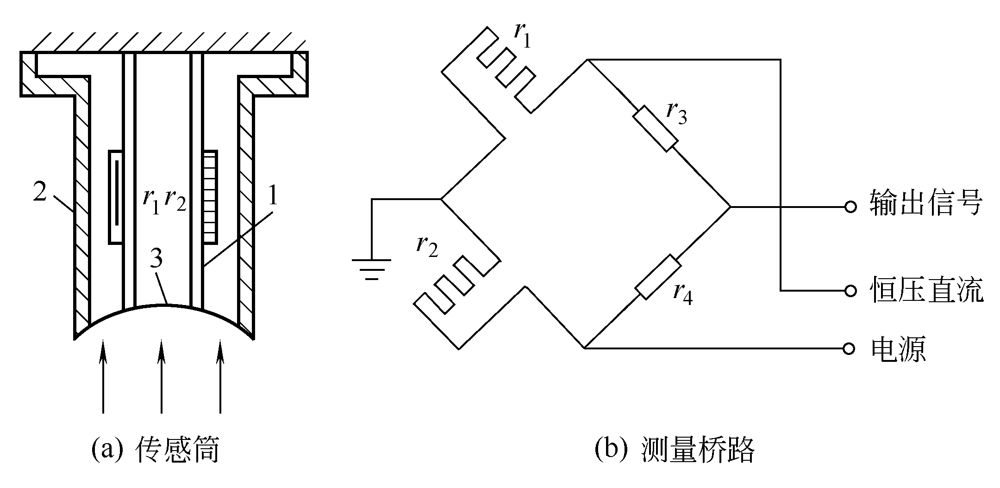 r1 r2
1
2
3
(a) 传感筒
r1
r2
r3
r4
输出信号
恒压直流
电源
(b) 测量桥路